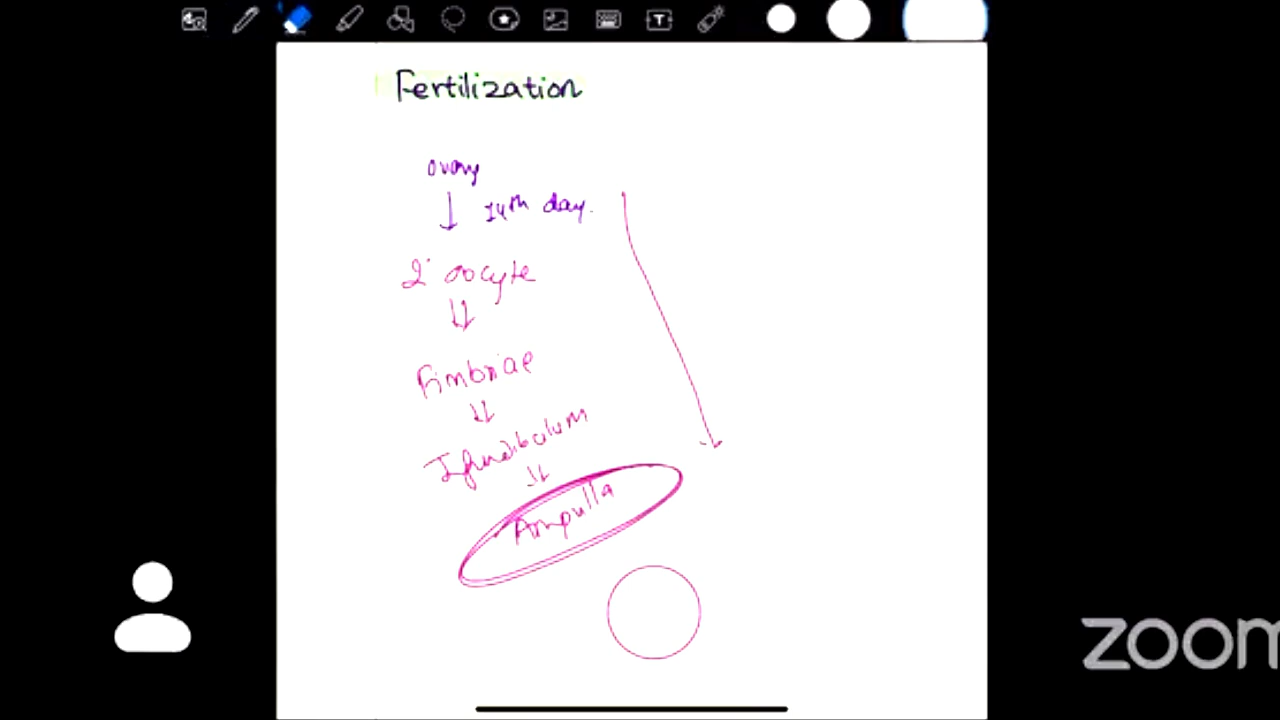 Fertilization
ovary
14th day.
2° oocyte
Fimbriae
Infundibulum
Ampulla
zoom